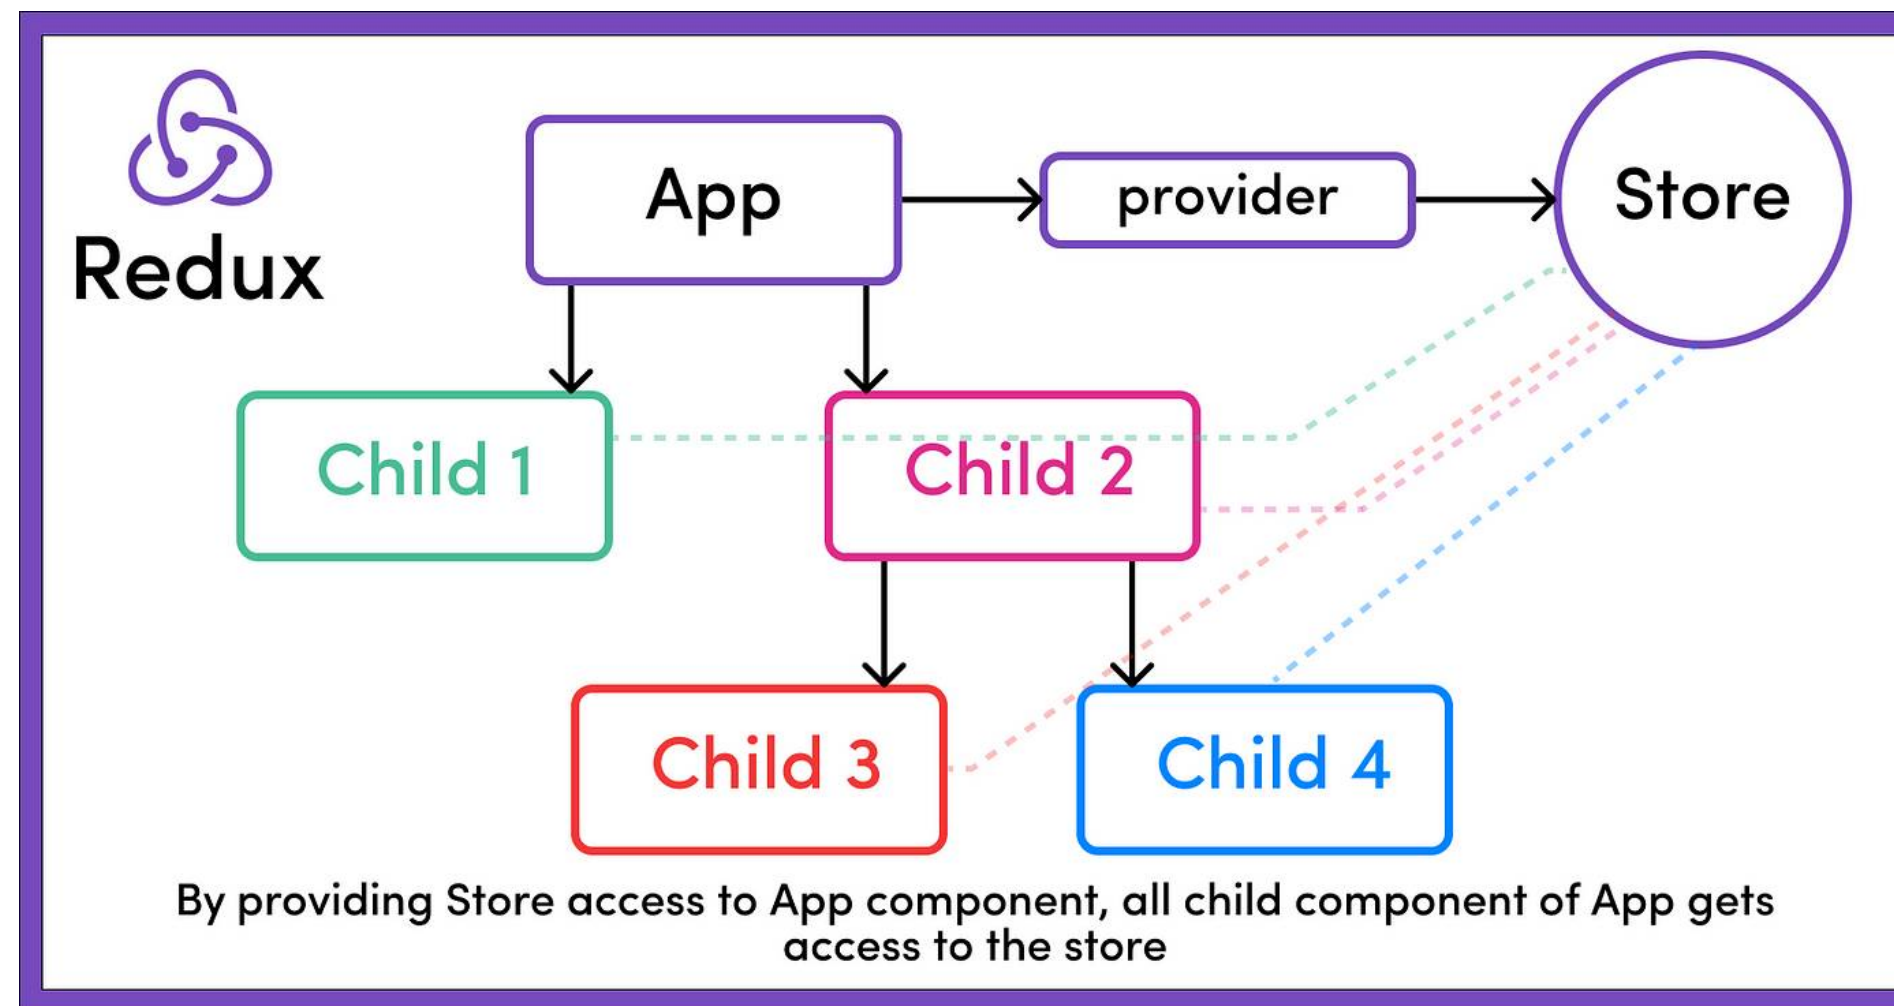 Redux
App
provider
Store
Child 1
Child 2
Child 3
Child 4
By providing Store access to App component, all child component of App gets
access to the store